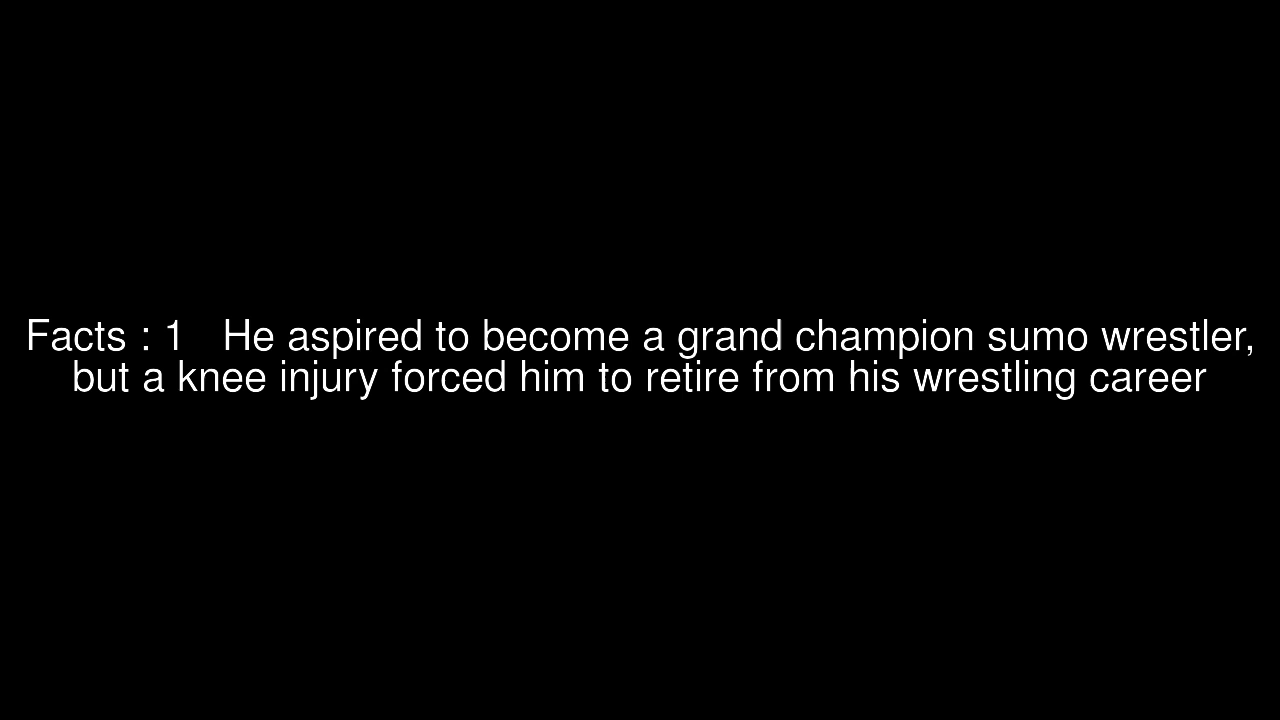 Facts : 1   He aspired to become a grand champion sumo wrestler,
but a knee injury forced him to retire from his wrestling career